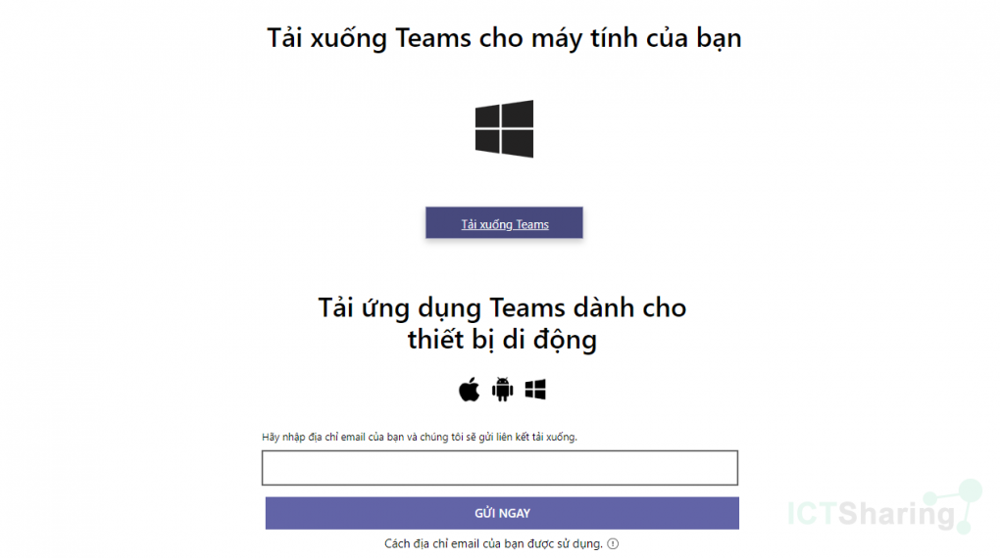 Tải xuống Teams cho máy tính của bạn
Tải xuống Teams
Tải ứng dụng Teams dành cho
thiết bị di động
Hãy nhập địa chỉ email của bạn và chúng tôi sẽ gửi liên kết tải xuống.
GỬI NGAY
Cách địa chỉ email của bạn được sử dụng.
ICTSharing